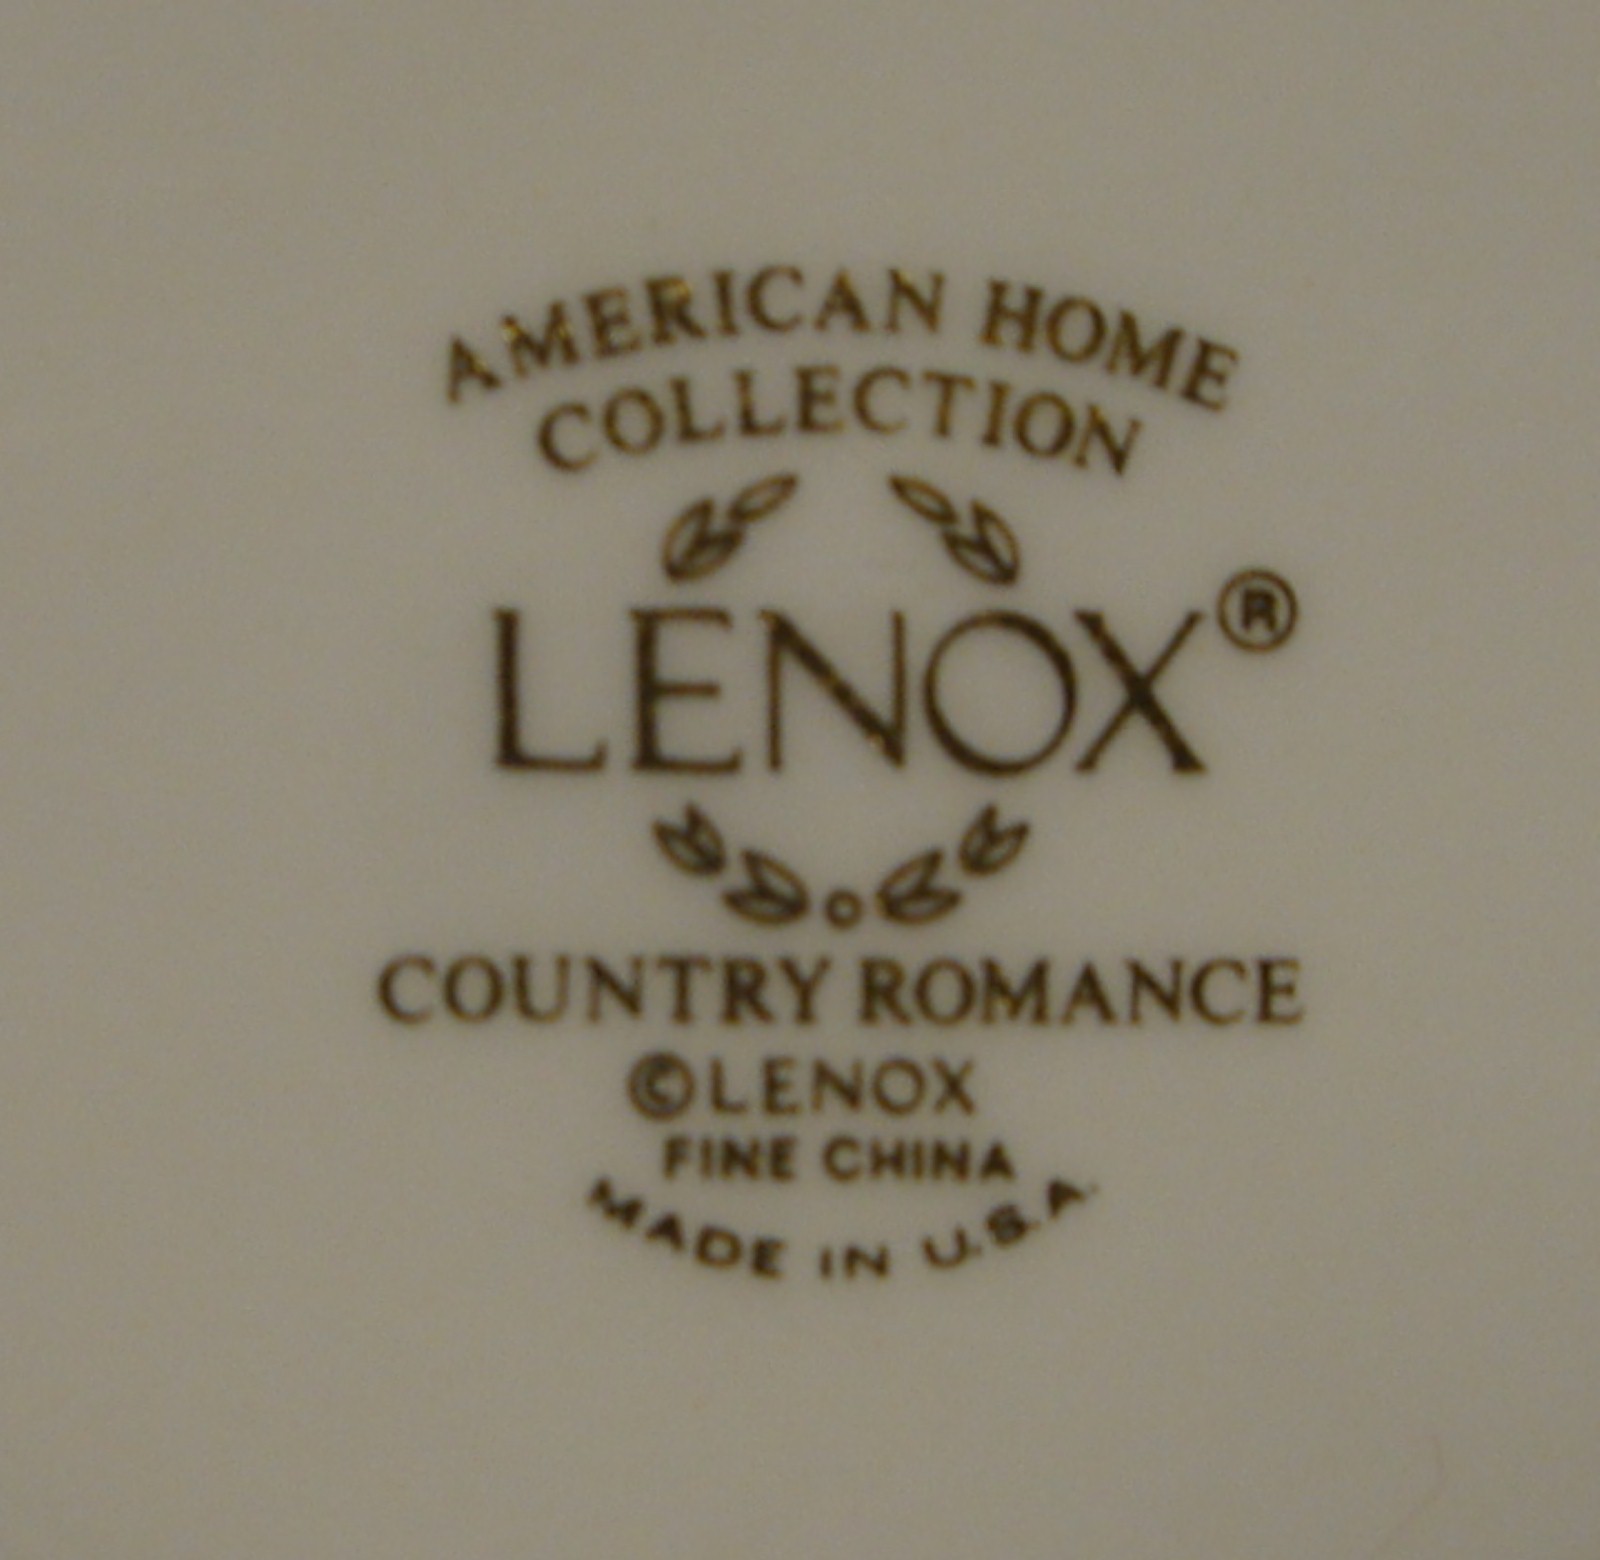 AMERICAN HOME
COLLECTION
LENOX®
COUNTRY ROMANCE
©LENOX
FINE CHINA
MADE IN U.S.A.